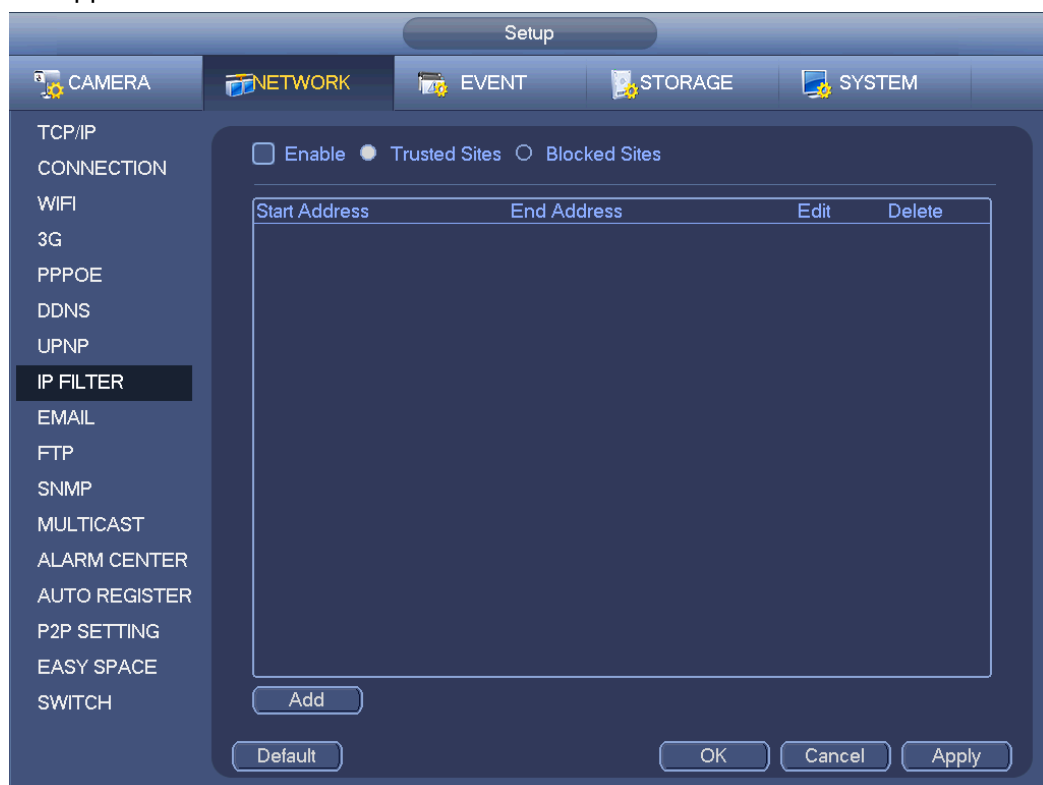 Setup
CAMERA NETWORK EVENT STORAGE SYSTEM
TCP/IP
CONNECTION
WIFI
3G
PPPOE
DDNS
UPNP
IP FILTER
EMAIL
FTP
SNMP
MULTICAST
ALARM CENTER
AUTO REGISTER
P2P SETTING
EASY SPACE
SWITCH
Enable Trusted Sites Blocked Sites
Start Address End Address Edit Delete
Add
Default OK Cancel Apply